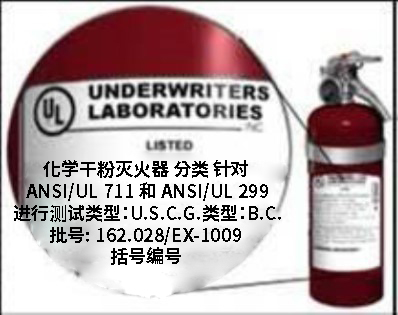 UL
UNDERWRITERS
LABORATORIES
INC.
LISTED
化学干粉灭火器 分类 针对
ANSI/UL 711 和 ANSI/UL 299
进行测试类型：U.S.C.G.类型：B.C.
批号: 162.028/EX-1009
括号编号